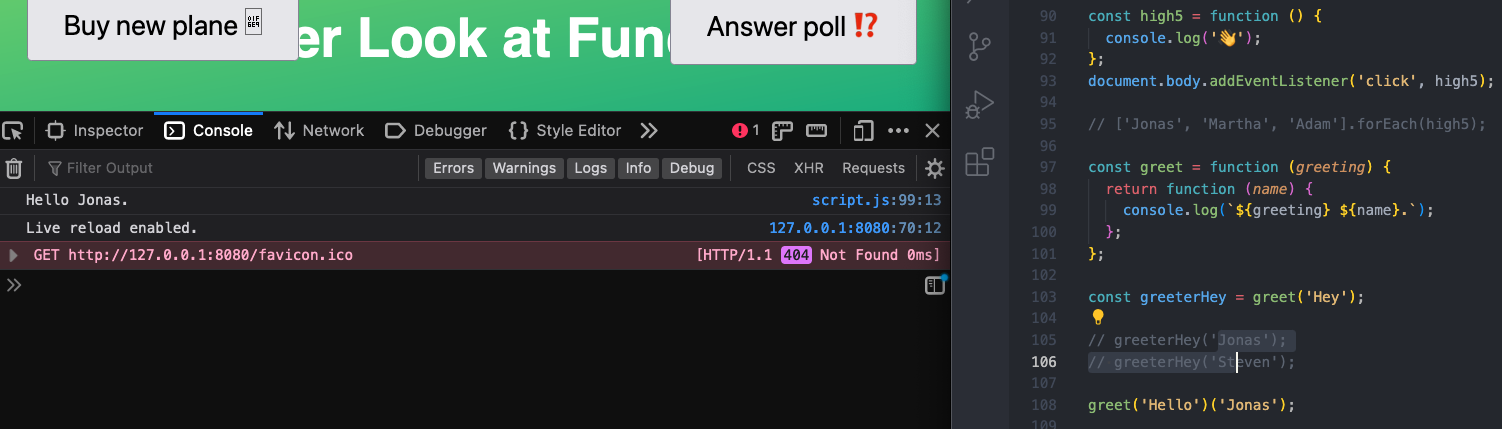 Buy new plane
er Look at Fun
Answer poll ⁉️
Inspector
Console
Network
Debugger
{} Style Editor
1
Filter Output
Errors
Warnings
Logs
Info
Debug
CSS
XHR
Requests
Hello Jonas. script.js:99:13
Live reload enabled. 127.0.0.1:8080:70:12
GET http://127.0.0.1:8080/favicon.ico [HTTP/1.1 404 Not Found 0ms]
90 const high5 = function () {
91 console.log('👋');
92 };
93 document.body.addEventListener('click', high5);
94
95 // ['Jonas', 'Martha', 'Adam'].forEach(high5);
96
97 const greet = function (greeting) {
98 return function (name) {
99 console.log(`${greeting} ${name}.`);
100 };
101 };
102
103 const greeterHey = greet('Hey');
104
105 // greeterHey('Jonas');
106 // greeterHey('Steven');
107
108 greet('Hello')('Jonas');
109